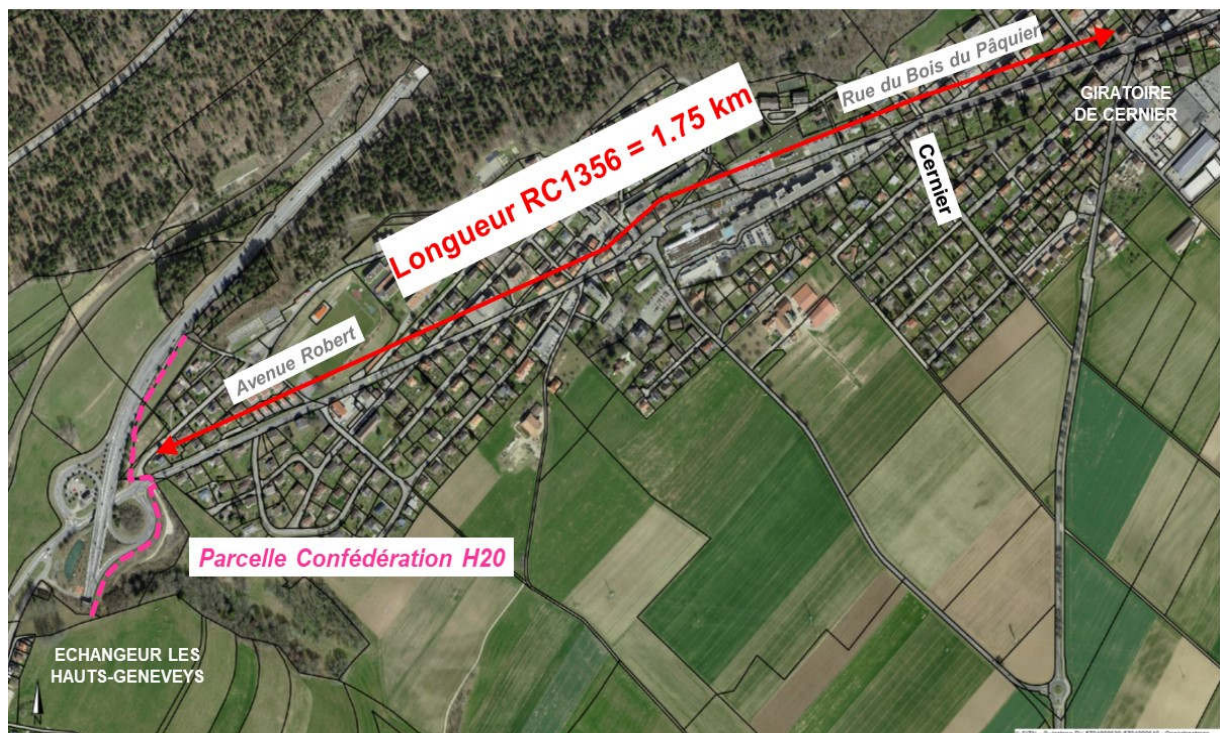 Rue du Bois du Pâquier
GIRATOIRE
DE CERNIER
Longueur RC1356 = 1.75 km
Cernier
Avenue Robert
Parcelle Confédération H20
ECHANGEUR LES
HAUTS-GENEVEYS